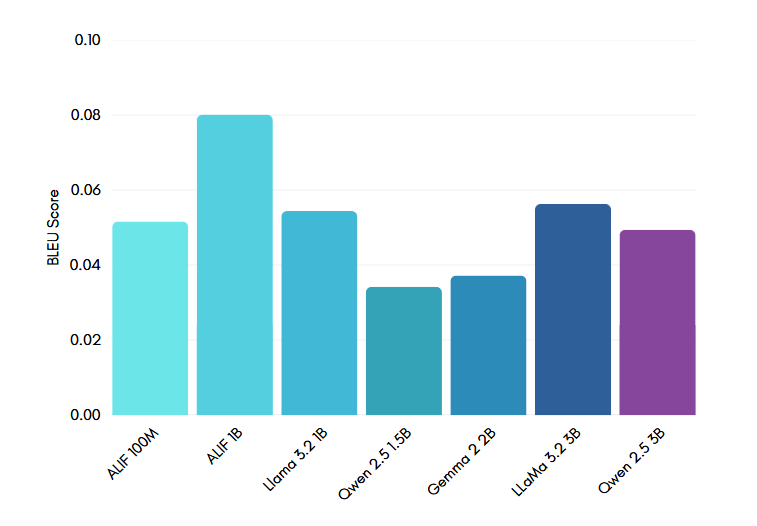 0.10
0.08
0.06
0.04
0.02
0.00
BLEU Score
ALIF 100M
ALIF 1B
Llama 3.2 1B
Qwen 2.5 1.5B
Gemma 2 2B
LLaMa 3.2 3B
Qwen 2.5 3B